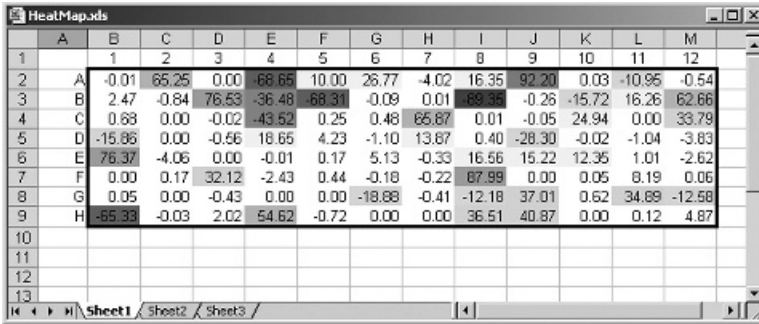 HeatMap.xls
A B C D E F G H I J K L M
1 1 2 3 4 5 6 7 8 9 10 11 12
2 A -0.01 65.25 0.00 -68.65 10.00 26.77 -4.02 16.35 92.20 0.03 -10.95 -0.54
3 B 2.47 -0.84 76.53 -36.48 -68.31 -0.09 0.01 -89.35 -0.26 -15.72 16.26 62.66
4 C 0.68 0.00 -0.02 -43.52 0.25 0.48 65.87 0.01 -0.05 24.94 0.00 33.79
5 D -15.86 0.00 -0.56 18.65 4.23 -1.10 13.87 0.40 -28.30 -0.02 -1.04 -3.83
6 E 76.37 -4.06 0.00 -0.01 0.17 5.13 -0.33 16.56 15.22 12.35 1.01 -2.62
7 F 0.00 0.17 32.12 -2.43 0.44 -0.18 -0.22 87.99 0.00 0.05 8.19 0.06
8 G 0.05 0.00 -0.43 0.00 0.00 -18.88 -0.41 -12.18 37.01 0.62 34.89 -12.58
9 H -65.33 -0.03 2.02 54.62 -0.72 0.00 0.00 36.51 40.87 0.00 0.12 4.87
10
11
12
13
Sheet1 Sheet2 Sheet3